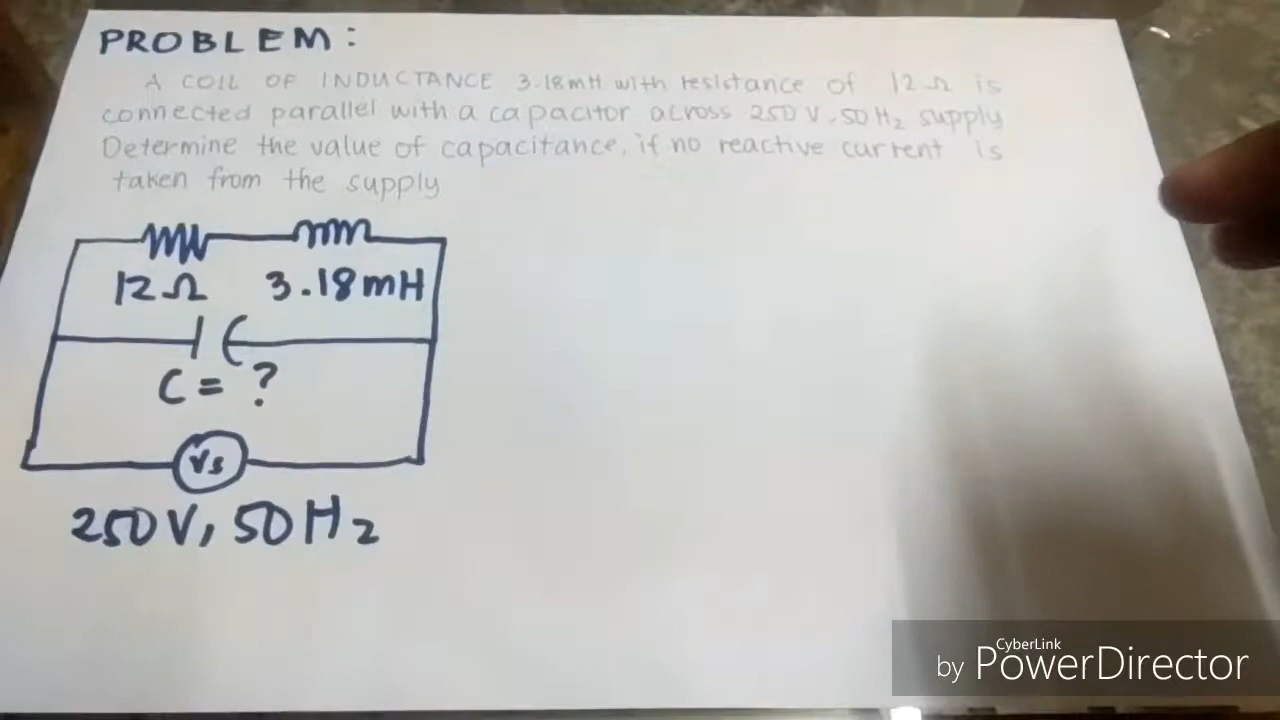 PROBLEM:
A COIL OF INDUCTANCE 3.18mH with resistance of 12Ω is
connected parallel with a capacitor across 250 V, 50 Hz supply
Determine the value of capacitance, if no reactive current is
taken from the supply
12Ω 3.18mH
C = ?
Vs
250V, 50Hz
CyberLink
by PowerDirector